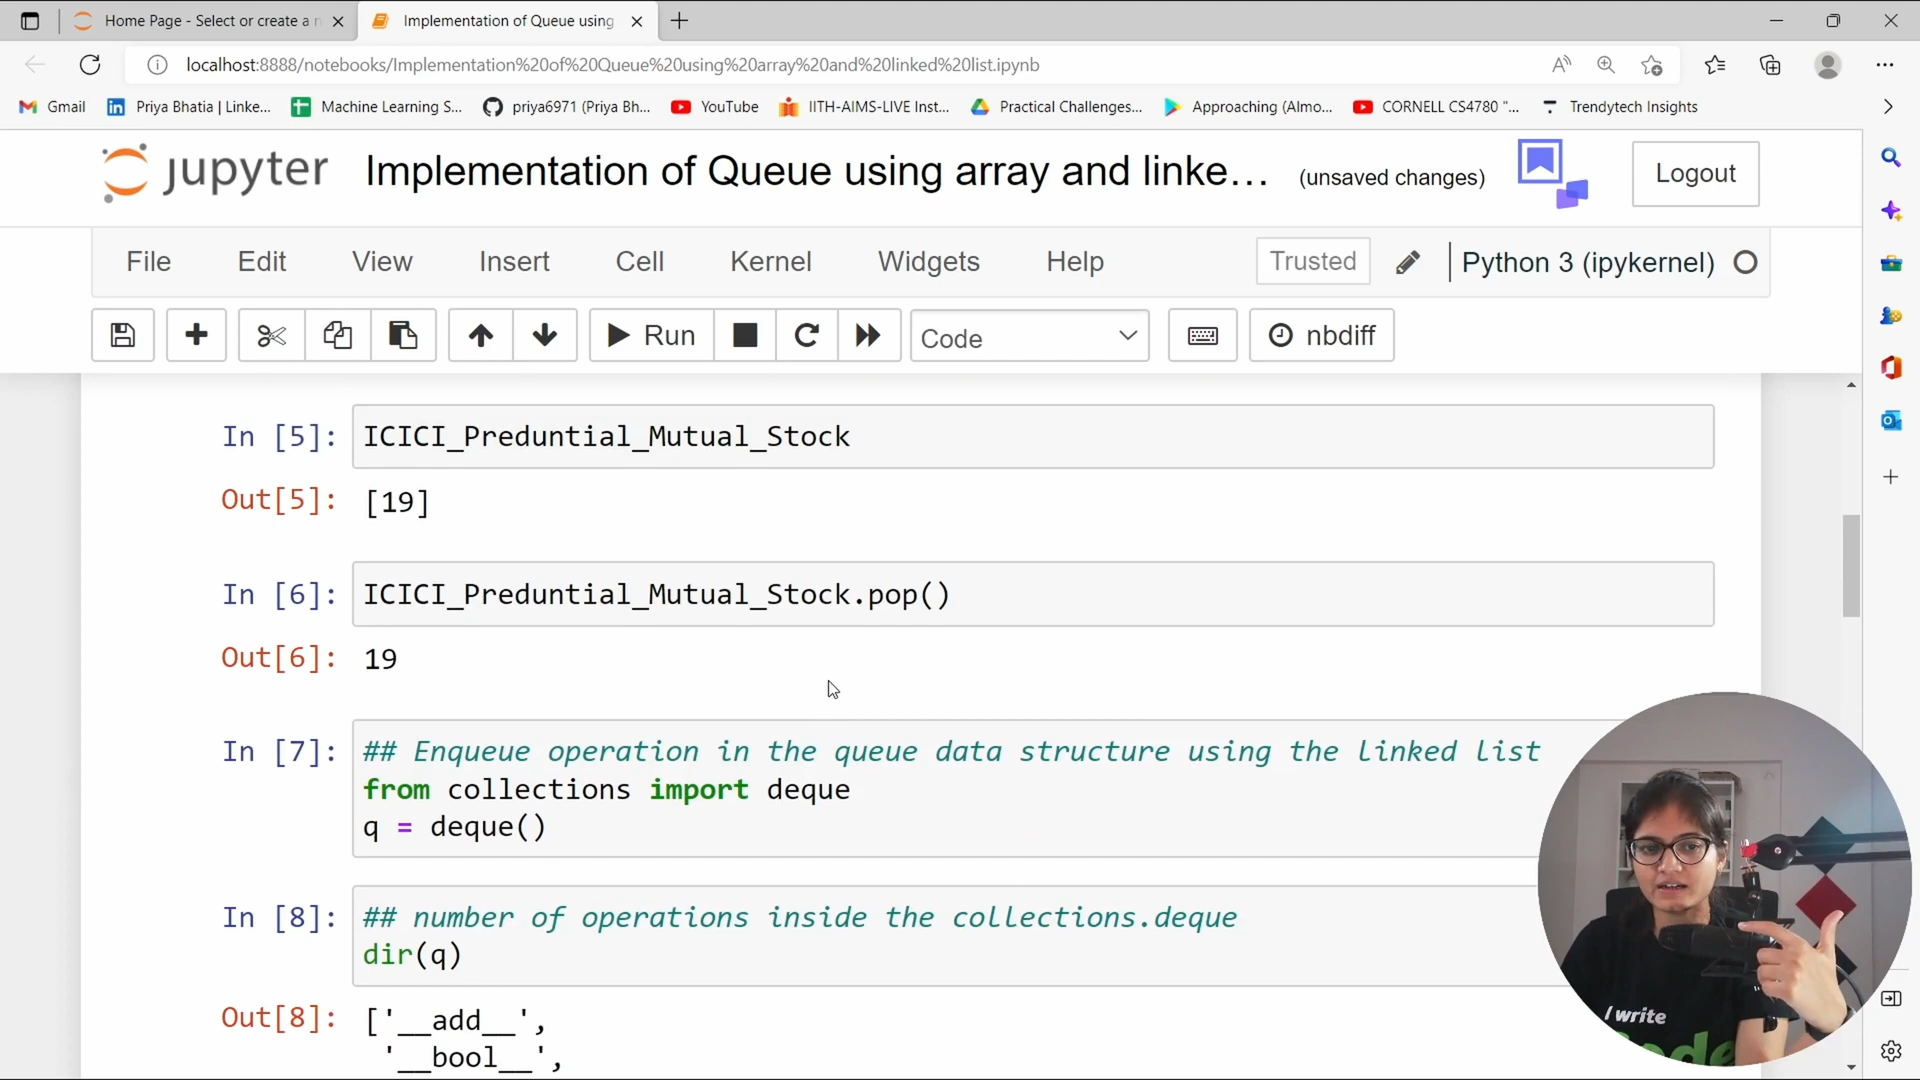 Home Page - Select or create a n
Implementation of Queue using
localhost:8888/notebooks/Implementation%20of%20Queue%20using%20array%20and%20linked%20list.ipynb
Gmail
Priya Bhatia | Linke...
Machine Learning S...
priya6971 (Priya Bh...
YouTube
IITH-AIMS-LIVE Inst...
Practical Challenges...
Approaching (Almo...
CORNELL CS4780 "...
Trendytech Insights
jupyter
Implementation of Queue using array and linke...
(unsaved changes)
Logout
File
Edit
View
Insert
Cell
Kernel
Widgets
Help
Trusted
Python 3 (ipykernel)
Run
Code
nbdiff
In [5]: ICICI_Preduntial_Mutual_Stock
Out[5]: [19]
In [6]: ICICI_Preduntial_Mutual_Stock.pop()
Out[6]: 19
In [7]: ## Enqueue operation in the queue data structure using the linked list
from collections import deque
q = deque()
In [8]: ## number of operations inside the collections.deque
dir(q)
Out[8]: ['__add__',
'__bool__',
I write